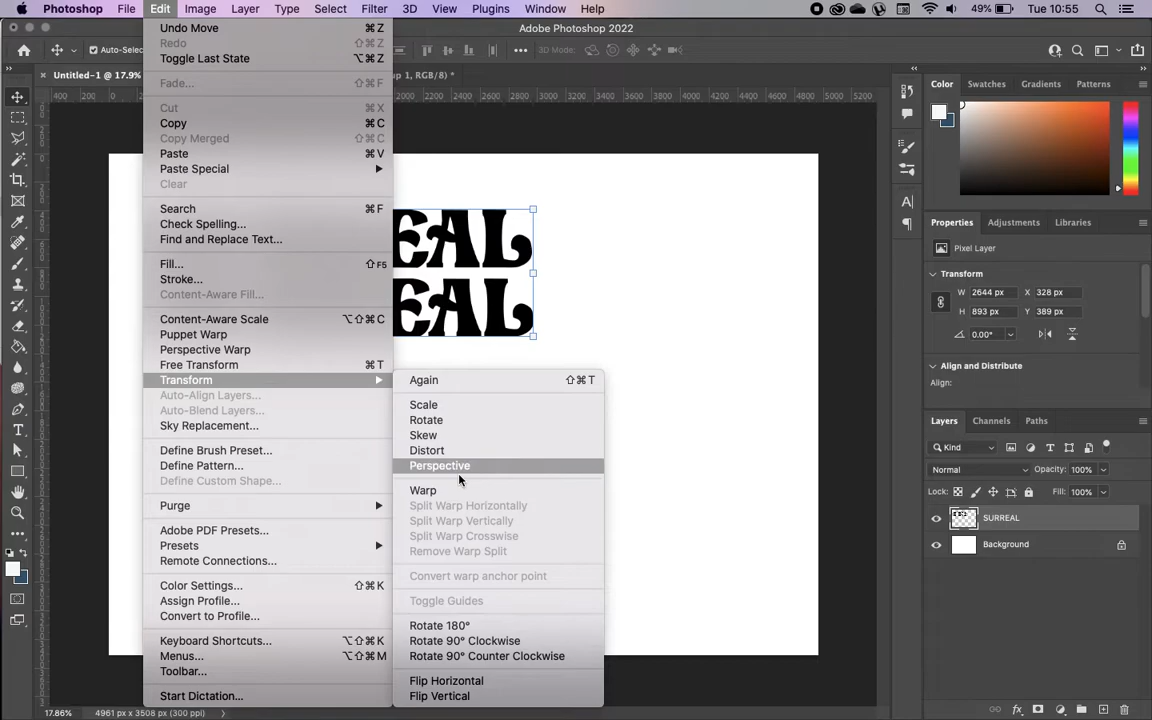 Photoshop File Edit Image Layer Type Select Filter 3D View Plugins Window Help 49% Tue 10:55
Adobe Photoshop 2022
Auto-Selec 3D Mode:
Untitled-1 @ 17.9% up 1, RGB/8) *
400 200 0 2000 2200 2400 2600 2800 3000 3200 3400 3600 3800 4000 4200 4400 4600 4800 5000 5200
Undo Move ⌘Z
Redo ⇧⌘Z
Toggle Last State ⌥⌘Z
Fade... ⇧⌘F
Cut ⌘X
Copy ⌘C
Copy Merged ⇧⌘C
Paste ⌘V
Paste Special
Clear
Search ⌘F
Check Spelling...
Find and Replace Text...
Fill... ⇧F5
Stroke...
Content-Aware Fill...
Content-Aware Scale ⌥⇧⌘C
Puppet Warp
Perspective Warp
Free Transform ⌘T
Transform
Auto-Align Layers...
Auto-Blend Layers...
Sky Replacement...
Define Brush Preset...
Define Pattern...
Define Custom Shape...
Purge
Adobe PDF Presets...
Presets
Remote Connections...
Color Settings... ⇧⌘K
Assign Profile...
Convert to Profile...
Keyboard Shortcuts... ⌥⇧⌘K
Menus... ⌥⇧⌘M
Toolbar...
Start Dictation...
Again ⇧⌘T
Scale
Rotate
Skew
Distort
Perspective
Warp
Split Warp Horizontally
Split Warp Vertically
Split Warp Crosswise
Remove Warp Split
Convert warp anchor point
Toggle Guides
Rotate 180°
Rotate 90° Clockwise
Rotate 90° Counter Clockwise
Flip Horizontal
Flip Vertical
EAL
EAL
Color Swatches Gradients Patterns
Properties Adjustments Libraries
Pixel Layer
Transform
W 2644 px X 328 px
H 893 px Y 389 px
0.00°
Align and Distribute
Align:
Layers Channels Paths
Kind
Normal Opacity: 100%
Lock: Fill: 100%
SURREAL
Background
17.86% 4961 px x 3508 px (300 ppi)